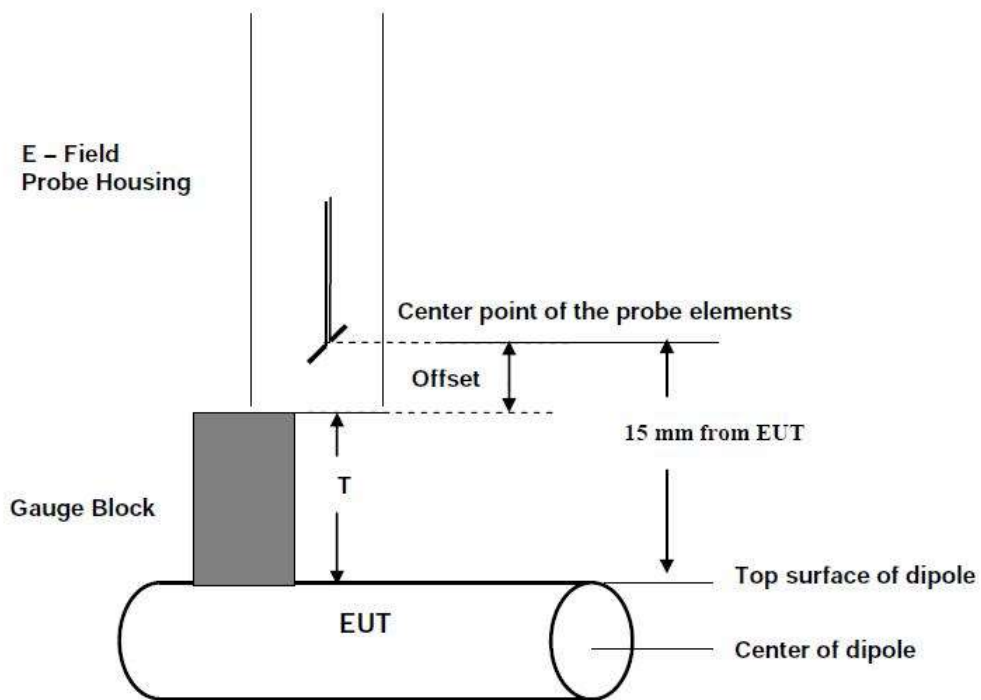 E – Field
Probe Housing
Center point of the probe elements
Offset
15 mm from EUT
T
Gauge Block
Top surface of dipole
EUT
Center of dipole